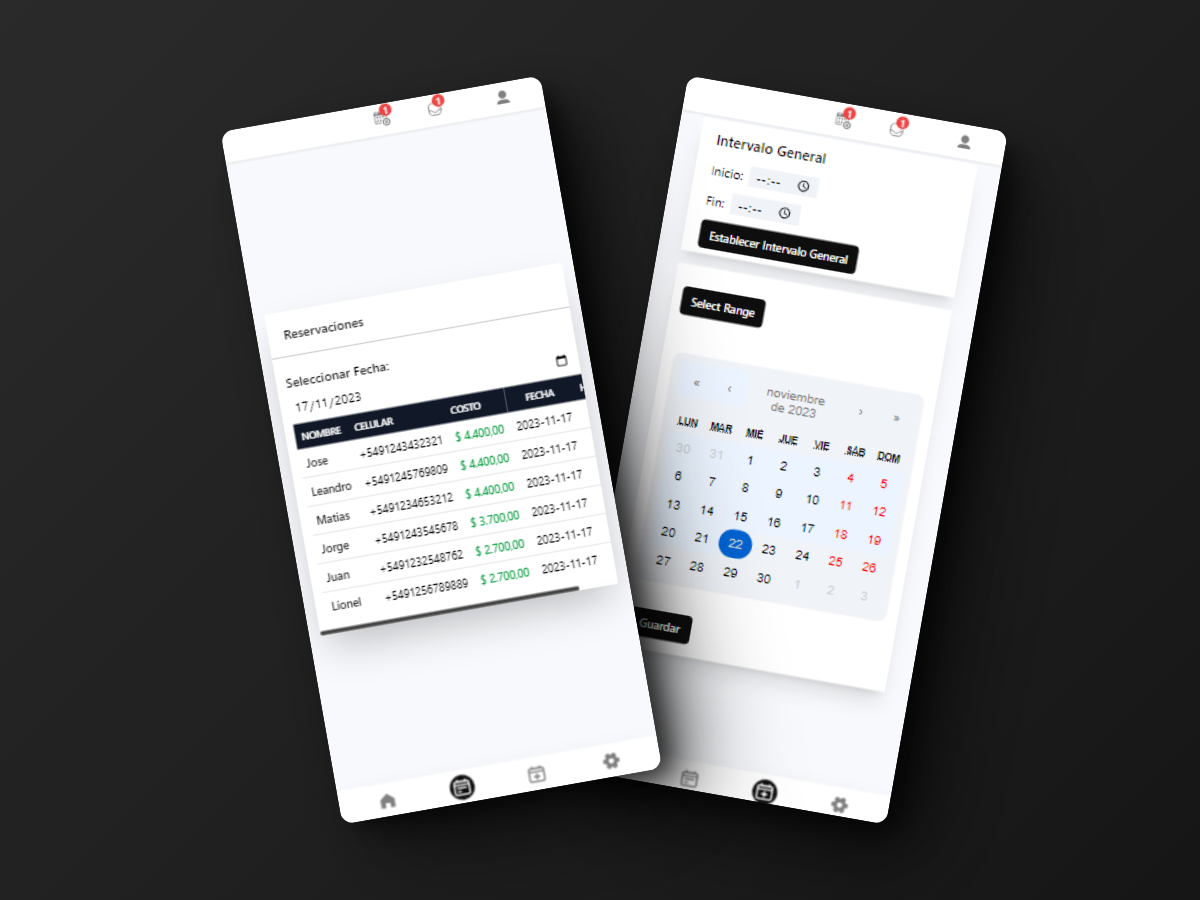 1 1
Reservaciones
Seleccionar Fecha:
17/11/2023
NOMBRE CELULAR COSTO FECHA
Jose +5491243432321 $ 4.400,00 2023-11-17
Leandro +5491245769809 $ 4.400,00 2023-11-17
Matias +5491234653212 $ 4.400,00 2023-11-17
Jorge +5491243545678 $ 3.700,00 2023-11-17
Juan +5491232548762 $ 2.700,00 2023-11-17
Lionel +5491256789889 $ 2.700,00 2023-11-17
1 1
Intervalo General
Inicio: --:--
Fin: --:--
Establecer Intervalo General
Select Range
« ‹ noviembre › »
de 2023
LUN MAR MIÉ JUE VIE SÁB DOM
30 31 1 2 3 4 5
6 7 8 9 10 11 12
13 14 15 16 17 18 19
20 21 22 23 24 25 26
27 28 29 30 1 2 3
Guardar